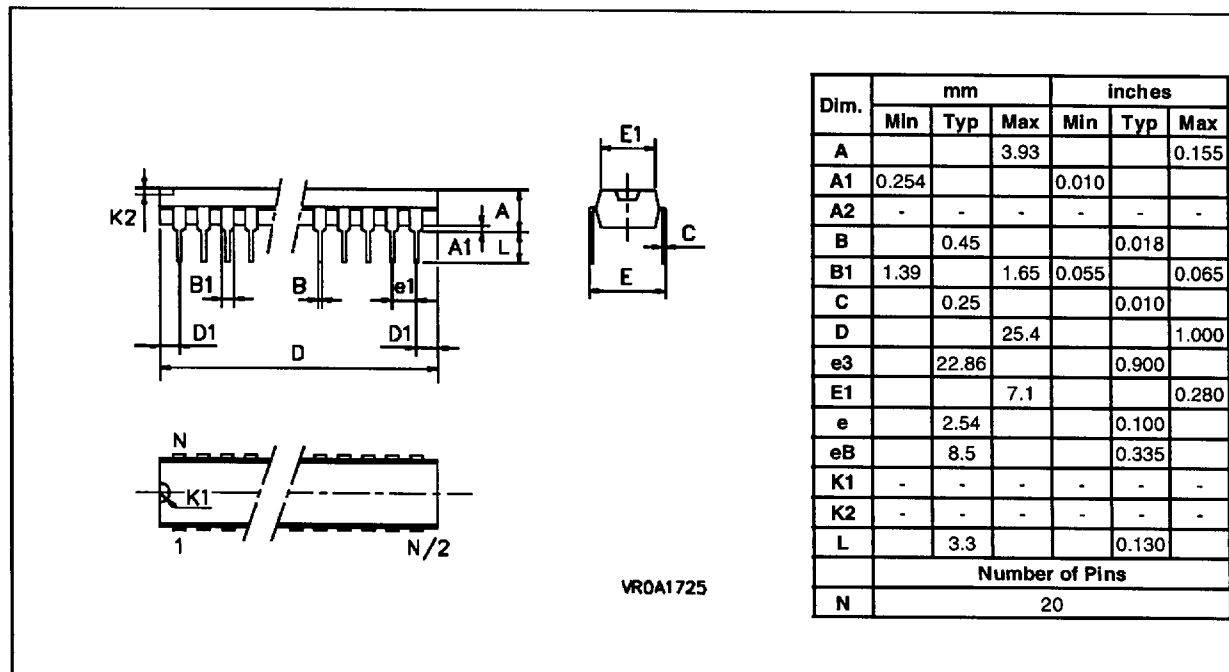 K2
A
A1
L
B1
B
e1
D1
D1
D
E1
C
E
N
K1
1
N/2
VR0A1725
Dim. mm inches
Min Typ Max Min Typ Max
A 3.93 0.155
A1 0.254 0.010
A2 - - - - - -
B 0.45 0.018
B1 1.39 1.65 0.055 0.065
C 0.25 0.010
D 25.4 1.000
e3 22.86 0.900
E1 7.1 0.280
e 2.54 0.100
eB 8.5 0.335
K1 - - - - - -
K2 - - - - - -
L 3.3 0.130
Number of Pins
N 20